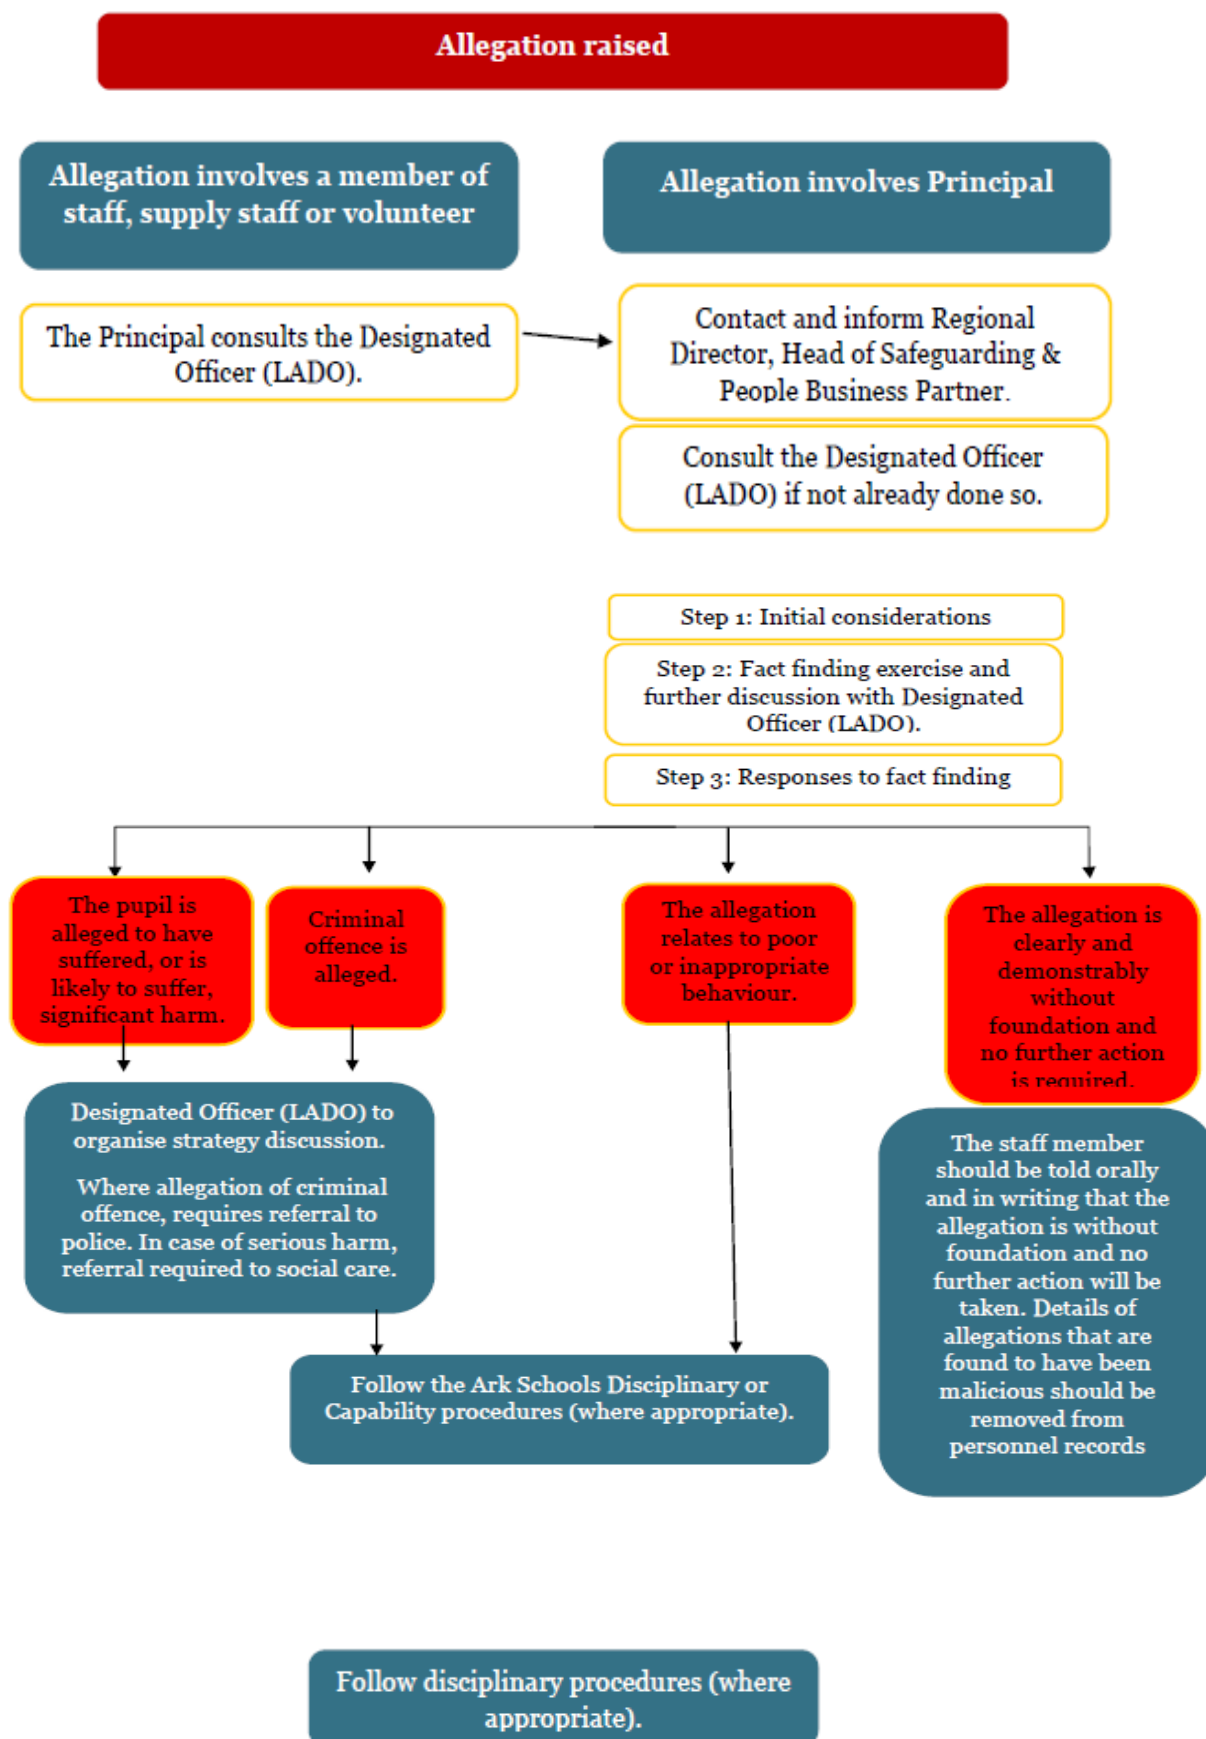 Allegation raised
Allegation involves a member of
staff, supply staff or volunteer
Allegation involves Principal
The Principal consults the Designated
Officer (LADO).
Contact and inform Regional
Director, Head of Safeguarding &
People Business Partner.
Consult the Designated Officer
(LADO) if not already done so.
Step 1: Initial considerations
Step 2: Fact finding exercise and
further discussion with Designated
Officer (LADO).
Step 3: Responses to fact finding
The pupil is
alleged to have
suffered, or is
likely to suffer,
significant harm.
Criminal
offence is
alleged.
The allegation
relates to poor
or inappropriate
behaviour.
The allegation is
clearly and
demonstrably
without
foundation and
no further action
is required.
Designated Officer (LADO) to
organise strategy discussion.
Where allegation of criminal
offence, requires referral to
police. In case of serious harm,
referral required to social care.
The staff member
should be told orally
and in writing that the
allegation is without
foundation and no
further action will be
taken. Details of
allegations that are
found to have been
malicious should be
removed from
personnel records
Follow the Ark Schools Disciplinary or
Capability procedures (where appropriate).
Follow disciplinary procedures (where
appropriate).